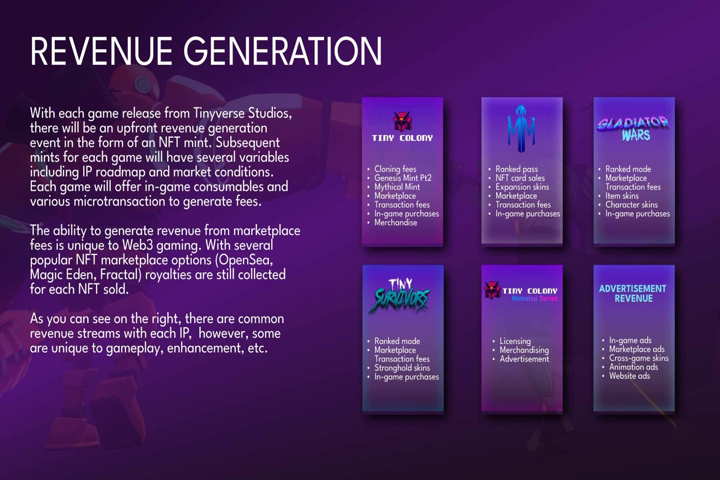 REVENUE GENERATION
With each game release from Tinyverse Studios,
there will be an upfront revenue generation
event in the form of an NFT mint. Subsequent
mints for each game will have several variables
including IP roadmap and market conditions.
Each game will offer in-game consumables and
various microtransaction to generate fees.
The ability to generate revenue from marketplace
fees is unique to Web3 gaming. With several
popular NFT marketplace options (OpenSea,
Magic Eden, Fractal) royalties are still collected
for each NFT sold.
As you can see on the right, there are common
revenue streams with each IP, however, some
are unique to gameplay, enhancement, etc.
TINY COLONY
• Cloning fees
• Genesis Mint Pt2
• Mythical Mint
• Marketplace
• Transaction fees
• In-game purchases
• Merchandise
• Ranked pass
• NFT card sales
• Expansion skins
• Marketplace
• Transaction fees
• In-game purchases
GLADIATOR
WARS
• Ranked mode
• Marketplace
Transaction fees
• Item skins
• Character skins
• In-game purchases
TINY
SURVIVORS
• Ranked mode
• Marketplace
Transaction fees
• Stronghold skins
• In-game purchases
TINY COLONY
Animated Series
• Licensing
• Merchandising
• Advertisement
ADVERTISEMENT
REVENUE
• In-game ads
• Marketplace ads
• Cross-game skins
• Animation ads
• Website ads